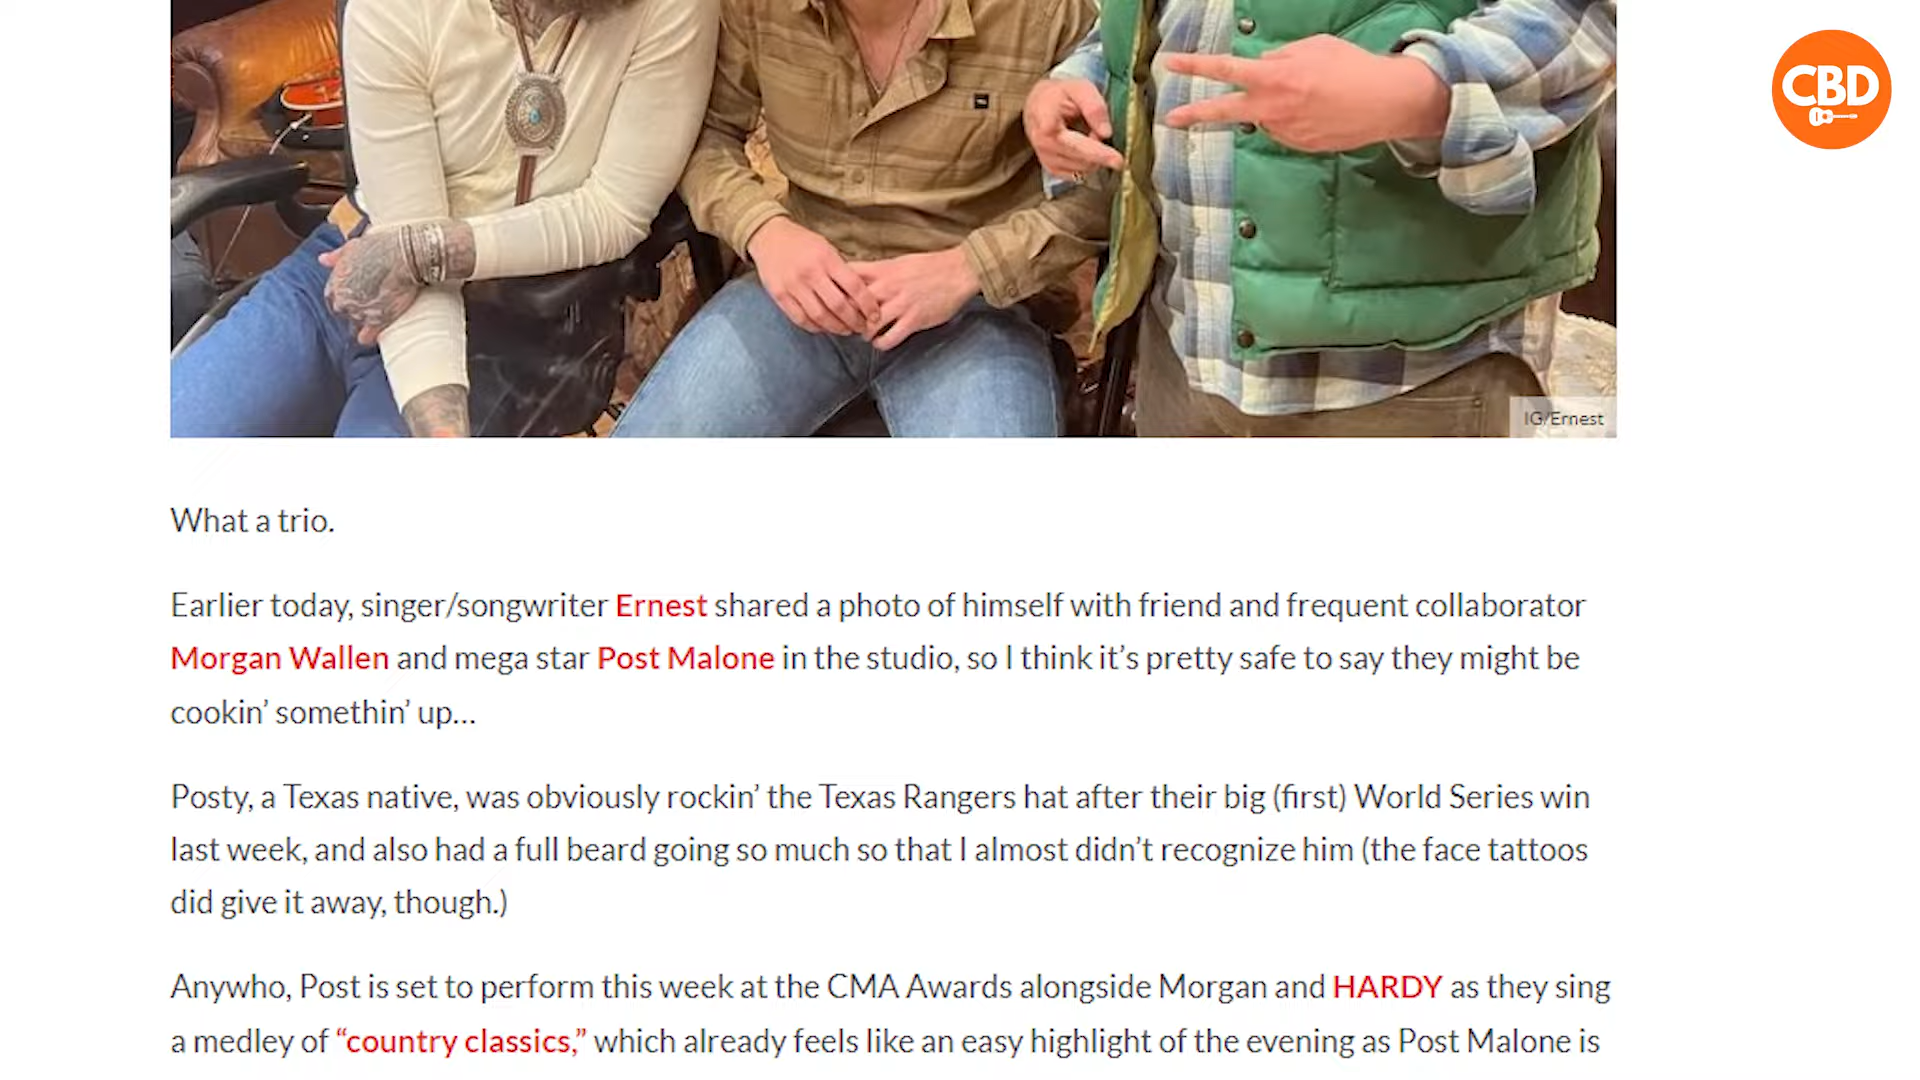 CBD
IG/Ernest
What a trio.
Earlier today, singer/songwriter Ernest shared a photo of himself with friend and frequent collaborator
Morgan Wallen and mega star Post Malone in the studio, so I think it’s pretty safe to say they might be
cookin’ somethin’ up…
Posty, a Texas native, was obviously rockin’ the Texas Rangers hat after their big (first) World Series win
last week, and also had a full beard going so much so that I almost didn’t recognize him (the face tattoos
did give it away, though.)
Anywho, Post is set to perform this week at the CMA Awards alongside Morgan and HARDY as they sing
a medley of “country classics,” which already feels like an easy highlight of the evening as Post Malone is